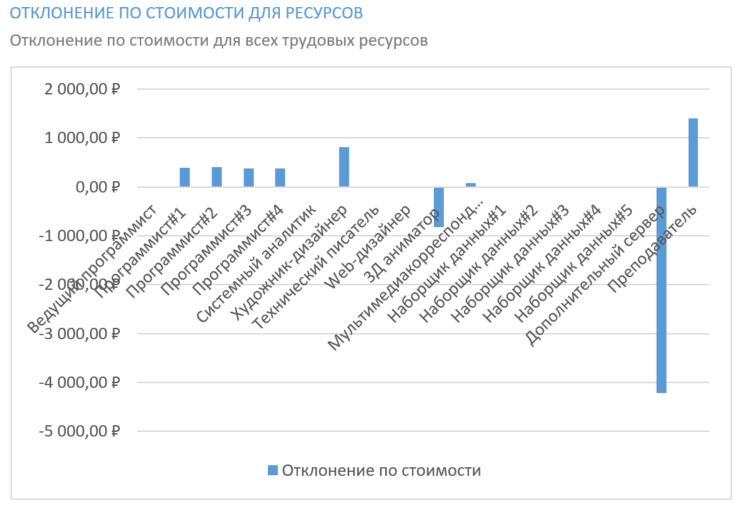 ОТКЛОНЕНИЕ ПО СТОИМОСТИ ДЛЯ РЕСУРСОВ
Отклонение по стоимости для всех трудовых ресурсов
2 000,00 ₽
1 000,00 ₽
0,00 ₽
-1 000,00 ₽
-2 000,00 ₽
-3 000,00 ₽
-4 000,00 ₽
-5 000,00 ₽
Ведущий программист
Программист#1
Программист#2
Программист#3
Программист#4
Системный аналитик
Художник-дизайнер
Технический писатель
Web-дизайнер
3Д аниматор
Мультимедиакорреспонд…
Наборщик данных#1
Наборщик данных#2
Наборщик данных#3
Наборщик данных#4
Наборщик данных#5
Дополнительный сервер
Преподаватель
Отклонение по стоимости